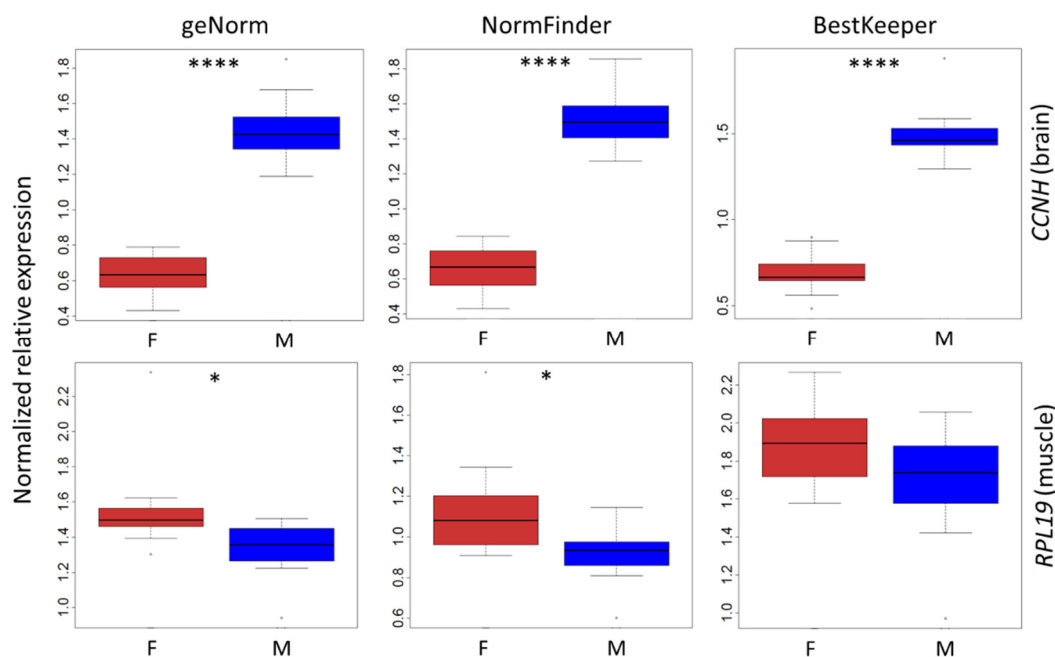 geNorm NormFinder BestKeeper
Normalized relative expression
**** **** ****
1.8 1.6 1.4 1.2 1.0 0.8 0.6 0.4
1.8 1.6 1.4 1.2 1.0 0.8 0.6 0.4
1.5 1.0 0.5
CCNH (brain)
F M F M F M
* *
2.2 2.0 1.8 1.6 1.4 1.2 1.0
1.8 1.6 1.4 1.2 1.0 0.8 0.6
2.2 2.0 1.8 1.6 1.4 1.2 1.0
RPL19 (muscle)
F M F M F M